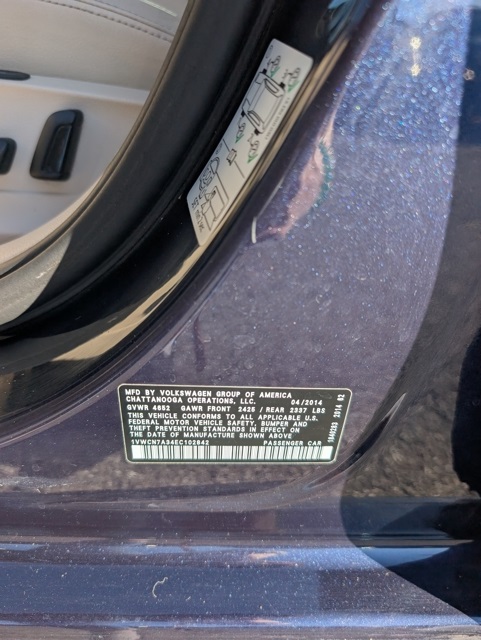 MFD BY VOLKSWAGEN GROUP OF AMERICA
CHATTANOOGA OPERATIONS, LLC. 04/2014
GVWR 4652 GAWR FRONT 2425 / REAR 2337 LBS
THIS VEHICLE CONFORMS TO ALL APPLICABLE U.S.
FEDERAL MOTOR VEHICLE SAFETY, BUMPER AND
THEFT PREVENTION STANDARDS IN EFFECT ON
THE DATE OF MANUFACTURE SHOWN ABOVE.
PASSENGER CAR
2014 02